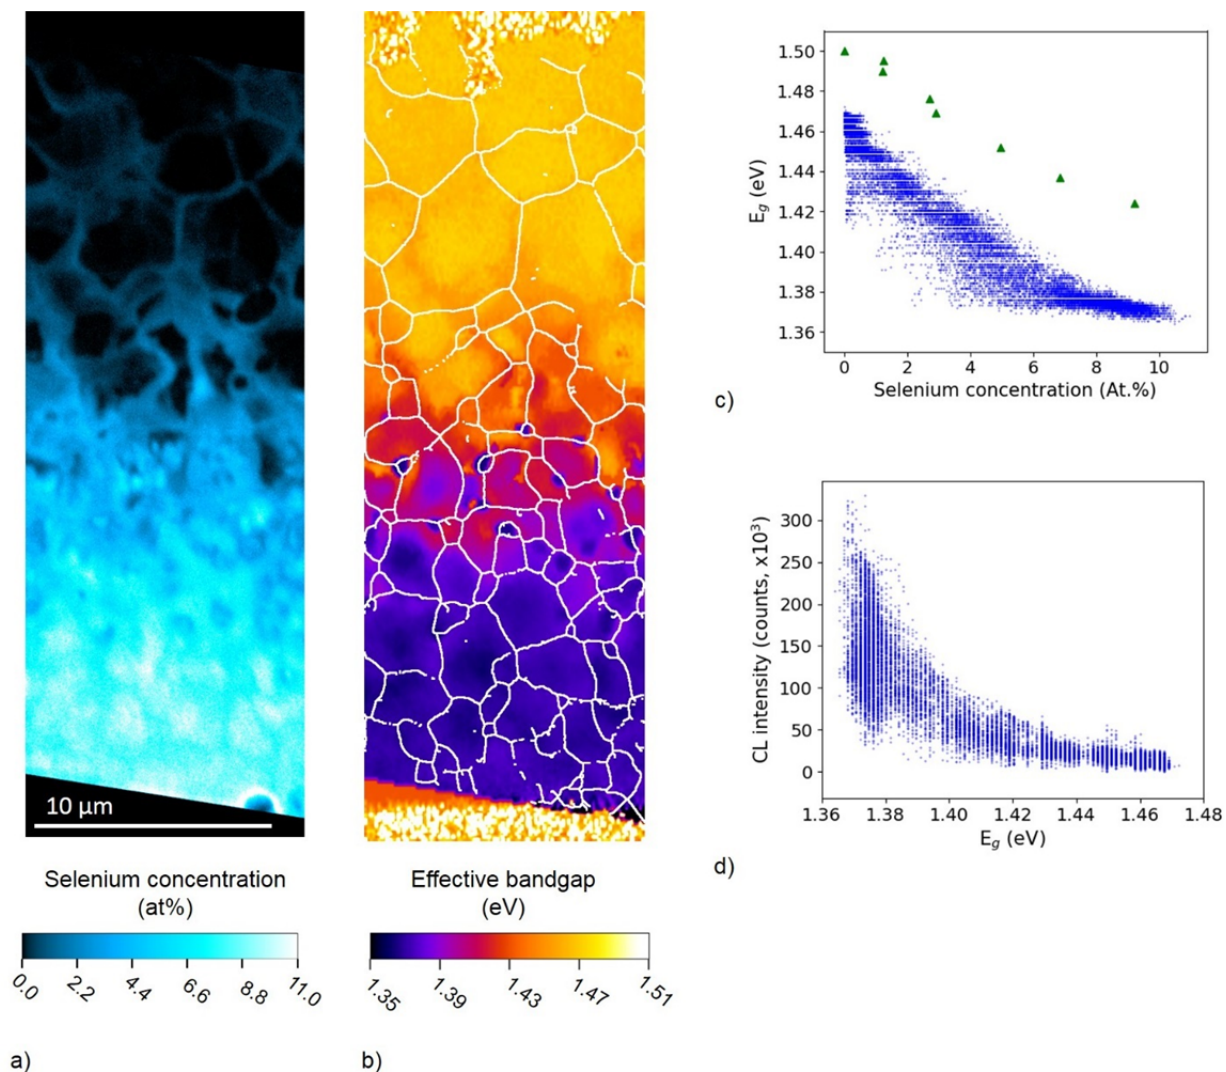 10 μm
Selenium concentration
(at%)
0.0 2.2 4.4 6.6 8.8 11.0
a)
Effective bandgap
(eV)
1.35 1.39 1.43 1.47 1.51
b)
1.50
1.48
1.46
1.44
1.42
1.40
1.38
1.36
E_g (eV)
0 2 4 6 8 10
Selenium concentration (At.%)
c)
300
250
200
150
100
50
0
CL intensity (counts, x10³)
1.36 1.38 1.40 1.42 1.44 1.46 1.48
E_g (eV)
d)